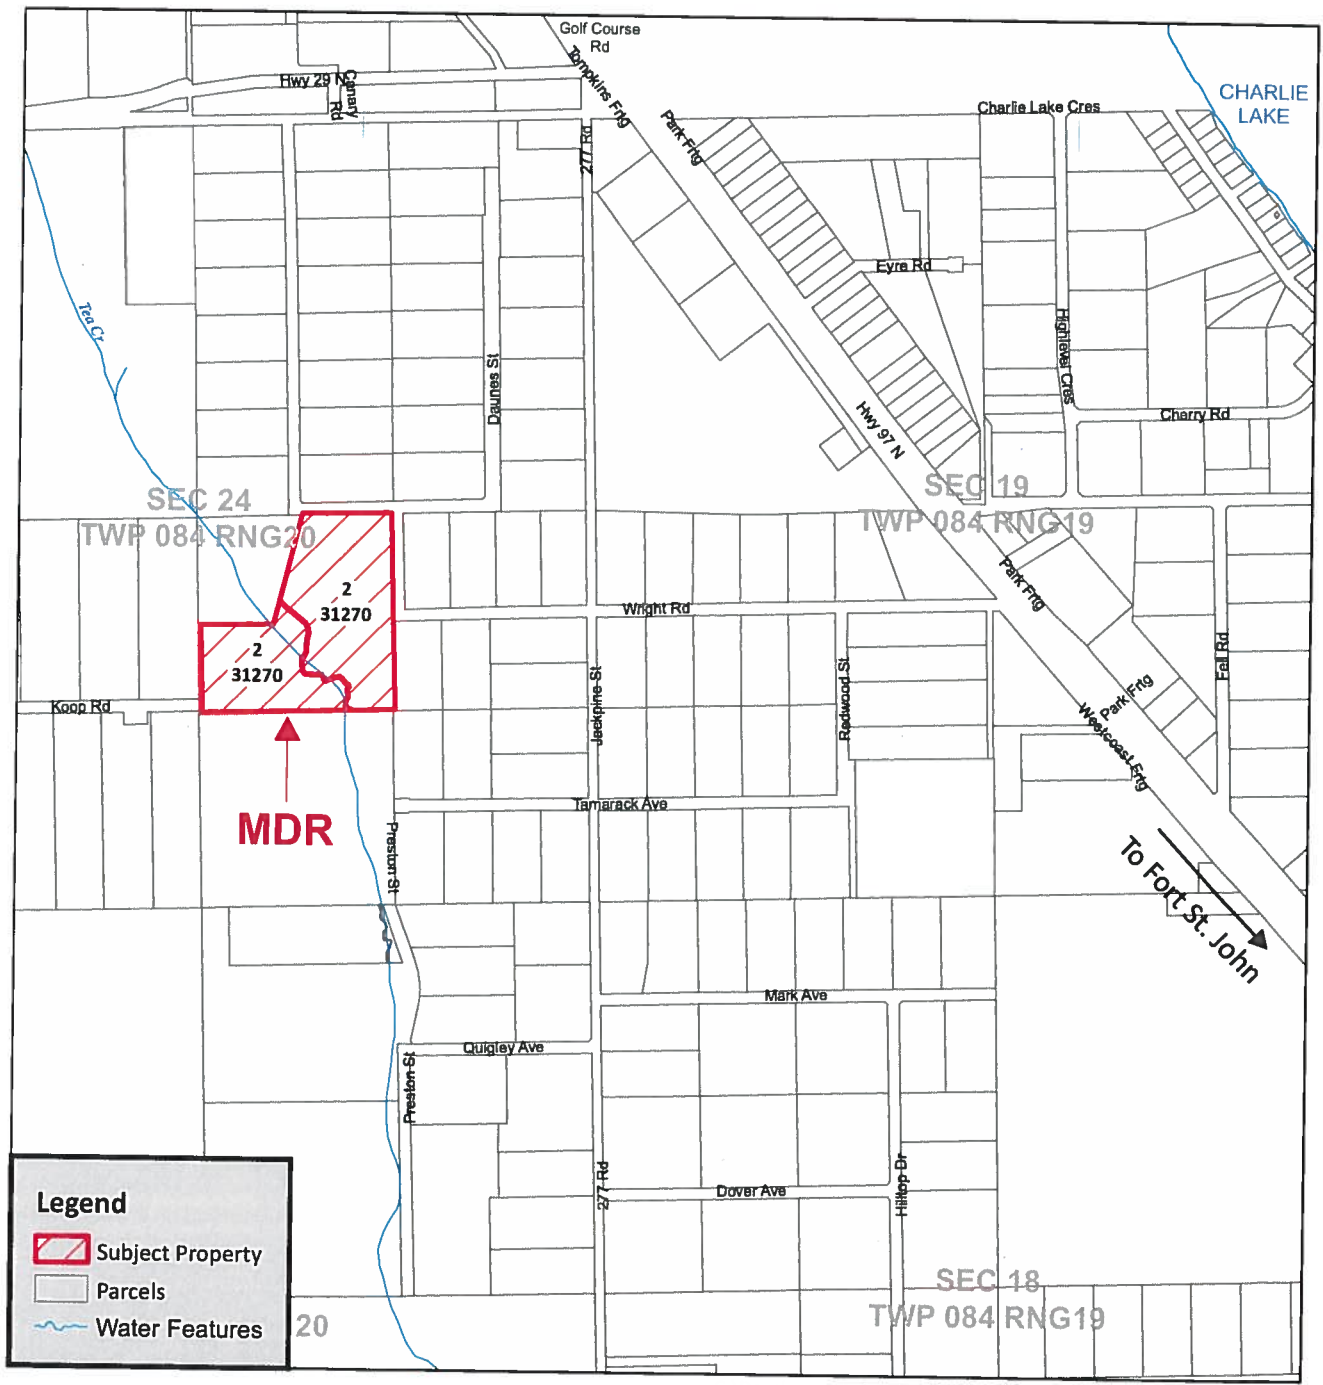 Golf Course
Rd
Tompkins Frtg
Hwy 29 N
Canary
Rd
277 Rd
Park Frtg
Charlie Lake Cres
CHARLIE
LAKE
Eyre Rd
Tea Cr
Daunes St
Highlevel Cres
Cherry Rd
Hwy 97 N
SEC 24
TWP 084 RNG20
SEC 19
TWP 084 RNG19
2
31270
2
31270
Wright Rd
Park Frtg
Fell Rd
Koop Rd
Jackpine St
Redwood St
Park Frtg
Westcoast Frtg
MDR
Tamarack Ave
Preston St
To Fort St. John
Mark Ave
Quigley Ave
Preston St
277 Rd
Dover Ave
Hilltop Dr
SEC 18
TWP 084 RNG19
20
Legend
Subject Property
Parcels
Water Features